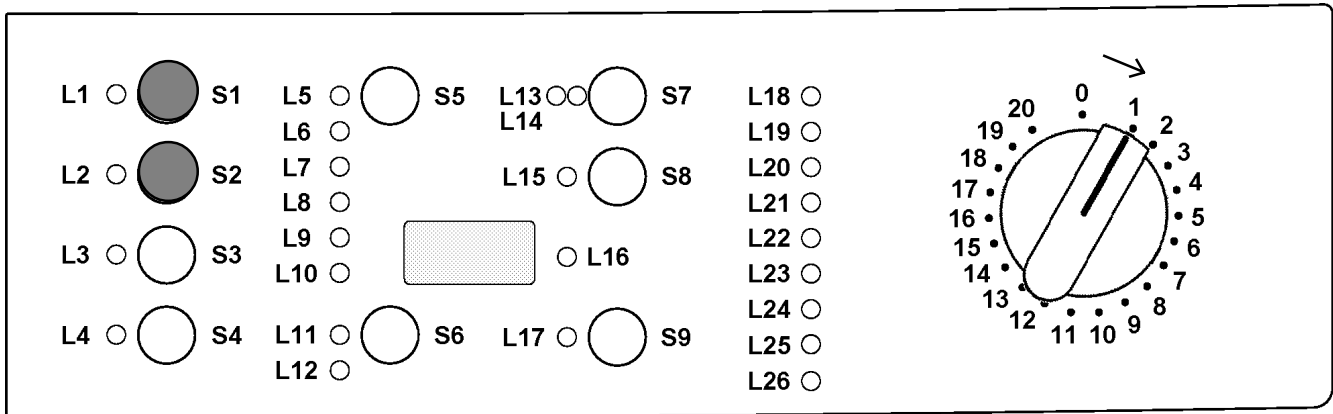 L1 S1 L5 S5 L13 S7 L18
L14
L6 L19
L2 S2 L7 L15 S8 L20
L8 L21
L3 S3 L9 L16 L22
L10 L23
L24
L4 S4 L11 S6 L17 S9 L25
L12 L26
0 1 2 3 4 5 6 7 8 9 10 11 12 13 14 15 16 17 18 19 20